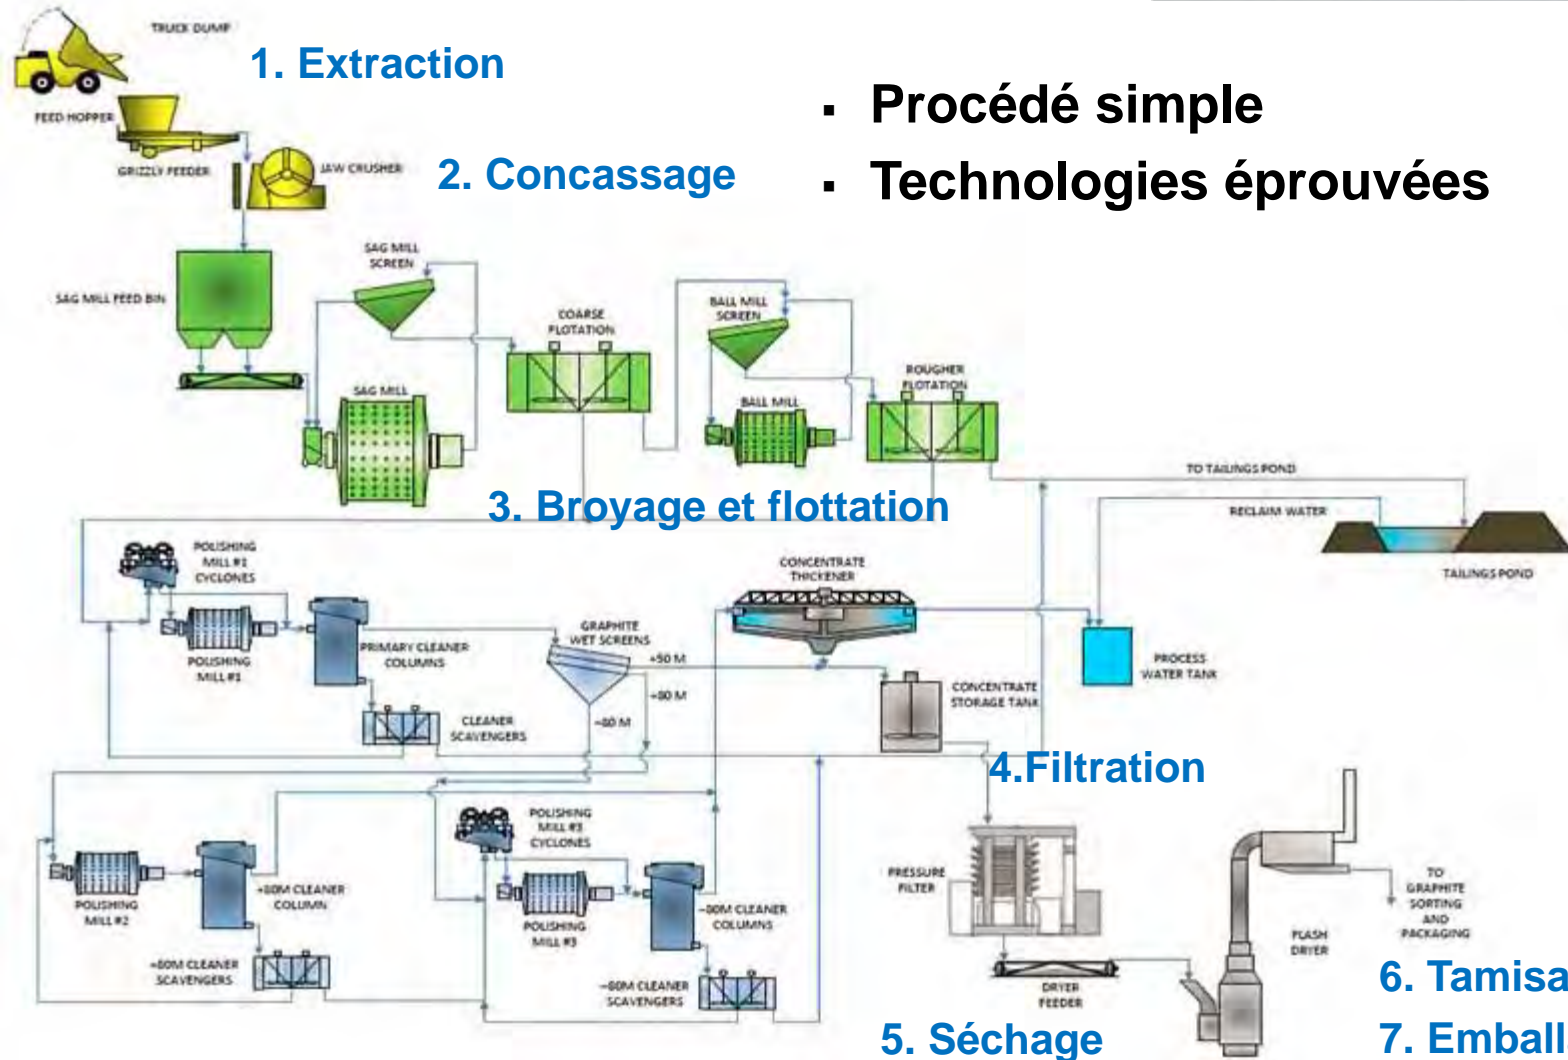 TRUCK DUMP
1. Extraction
▪ Procédé simple
FEED HOPPER
GRIZZLY FEEDER
JAW CRUSHER
2. Concassage
▪ Technologies éprouvées
SAG MILL
SCREEN
SAG MILL FEED BIN
COARSE
FLOTATION
BALL MILL
SCREEN
ROUGHER
FLOTATION
SAG MILL
BALL MILL
TO TAILINGS POND
3. Broyage et flottation
RECLAIM WATER
TAILINGS POND
POLISHING
MILL #1
CYCLONES
CONCENTRATE
THICKENER
GRAPHITE
WET SCREENS
PRIMARY CLEANER
COLUMNS
POLISHING
MILL #1
+50 M
+80 M
-80 M
PROCESS
WATER TANK
CONCENTRATE
STORAGE TANK
CLEANER
SCAVENGERS
4.Filtration
POLISHING
MILL #3
CYCLONES
PRESSURE
FILTER
TO
GRAPHITE
SORTING
AND
PACKAGING
+80M CLEANER
COLUMN
POLISHING
MILL #2
-80M CLEANER
COLUMNS
POLISHING
MILL #3
FLASH
DRYER
+80M CLEANER
SCAVENGERS
-80M CLEANER
SCAVENGERS
DRYER
FEEDER
6. Tamisa
5. Séchage
7. Emball